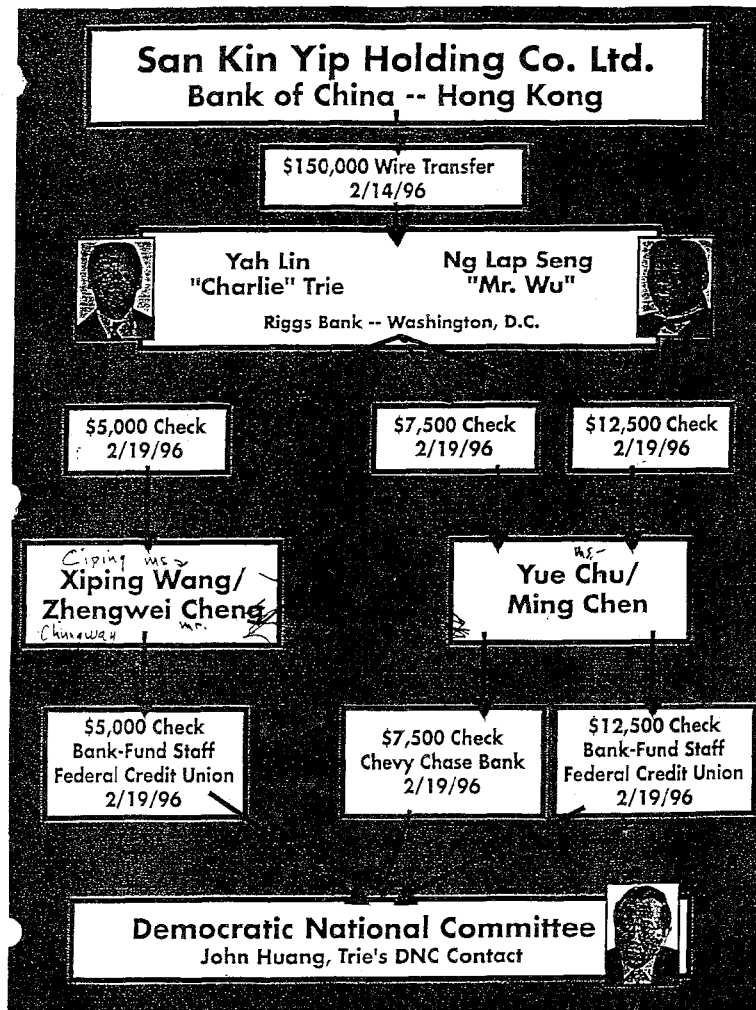 San Kin Yip Holding Co. Ltd.
Bank of China -- Hong Kong
$150,000 Wire Transfer
2/14/96
Yah Lin
"Charlie" Trie
Ng Lap Seng
"Mr. Wu"
Riggs Bank -- Washington, D.C.
$5,000 Check
2/19/96
$7,500 Check
2/19/96
$12,500 Check
2/19/96
Ciping ms
Xiping Wang/
Zhengwei Cheng
Chungway mr.
ms.
Yue Chu/
Ming Chen
$5,000 Check
Bank-Fund Staff
Federal Credit Union
2/19/96
$7,500 Check
Chevy Chase Bank
2/19/96
$12,500 Check
Bank-Fund Staff
Federal Credit Union
2/19/96
Democratic National Committee
John Huang, Trie's DNC Contact